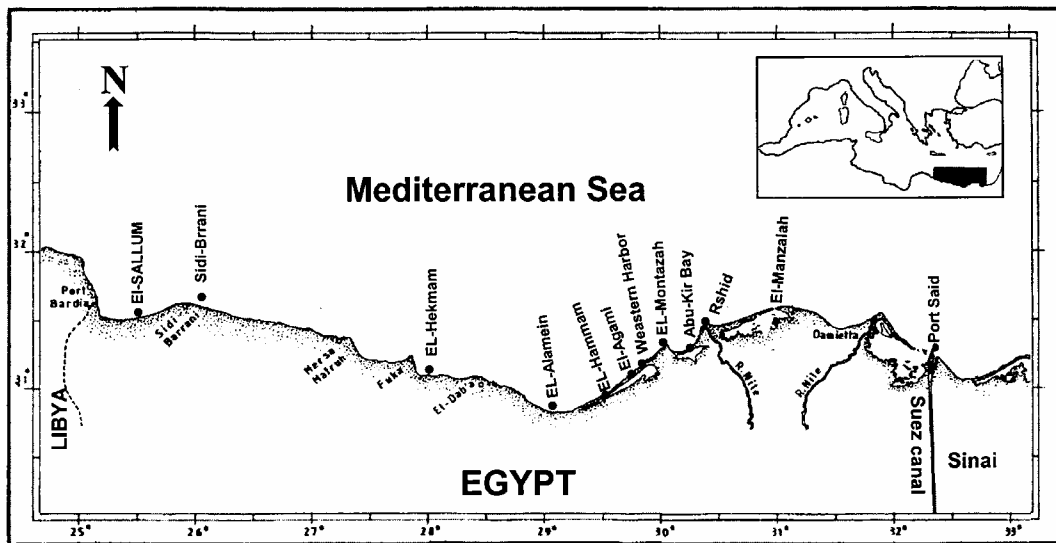 N
33°
Mediterranean Sea
32°
Port
Bardia
El-SALLUM
Sidi-Brrani
Sidi
Barrani
Mersa
Matruh
Fuka
EL-Hekmam
El-Dabaa
EL-Alamein
EL-Hammam
El-Agami
Weastern Harbor
EL-Montazah
Abu-Kir Bay
Rshid
El-Manzalah
Damietta
Port Said
R.Nile
R.Nile
Suez canal
Sinai
LIBYA
EGYPT
25°
26°
28°
29°
30°
31°
32°